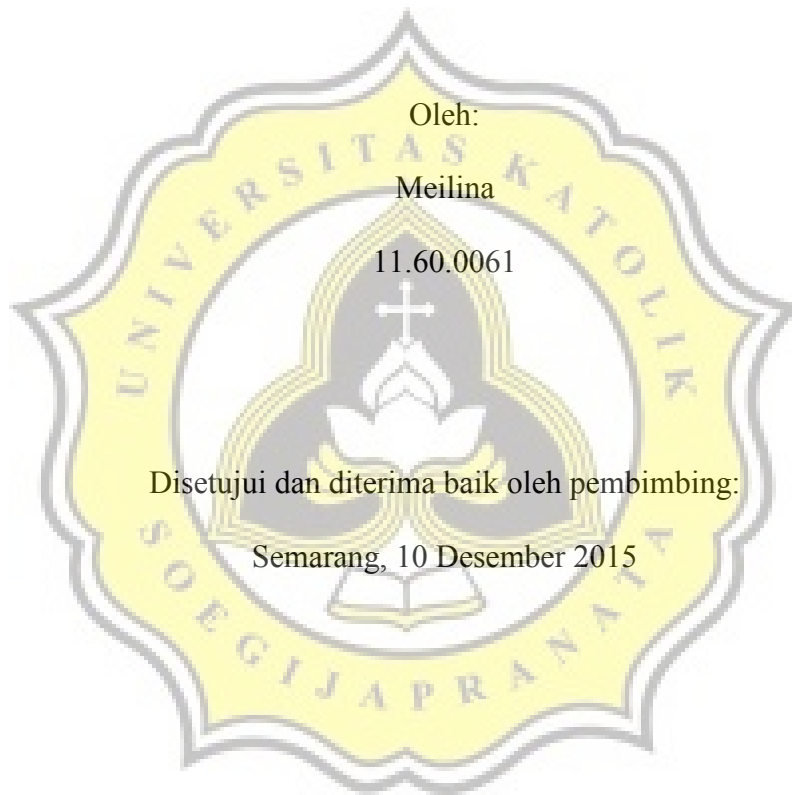 Oleh:
Meilina
11.60.0061
Disetujui dan diterima baik oleh pembimbing:
Semarang, 10 Desember 2015
UNIVERSITAS KATOLIK
SOEGIJAPRANATA